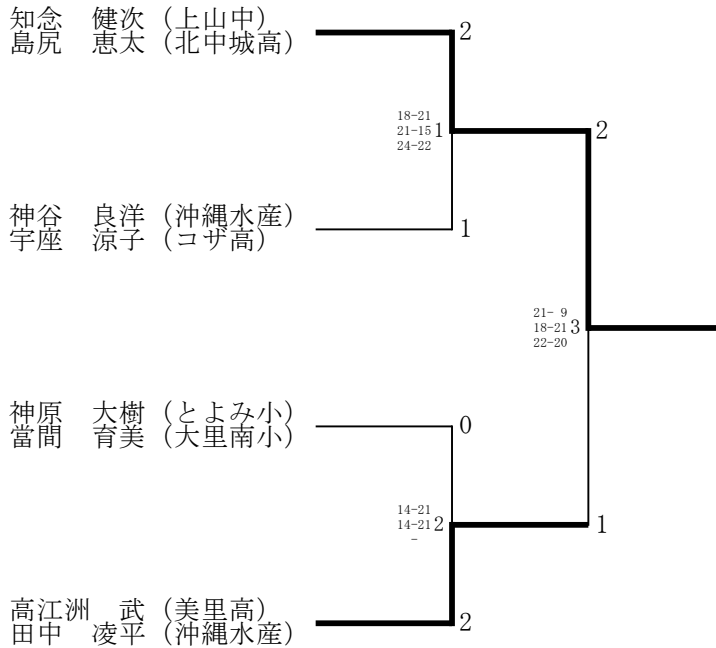 知念　健次（上山中）
島尻　恵太（北中城高）
2
18-21
21-15
24-22
1
2
神谷　良洋（沖縄水産）
宇座　涼子（コザ高）
1
21- 9
18-21
22-20
3
神原　大樹（とよみ小）
當間　育美（大里南小）
0
14-21
14-21
-
2
1
高江洲　武（美里高）
田中　凌平（沖縄水産）
2